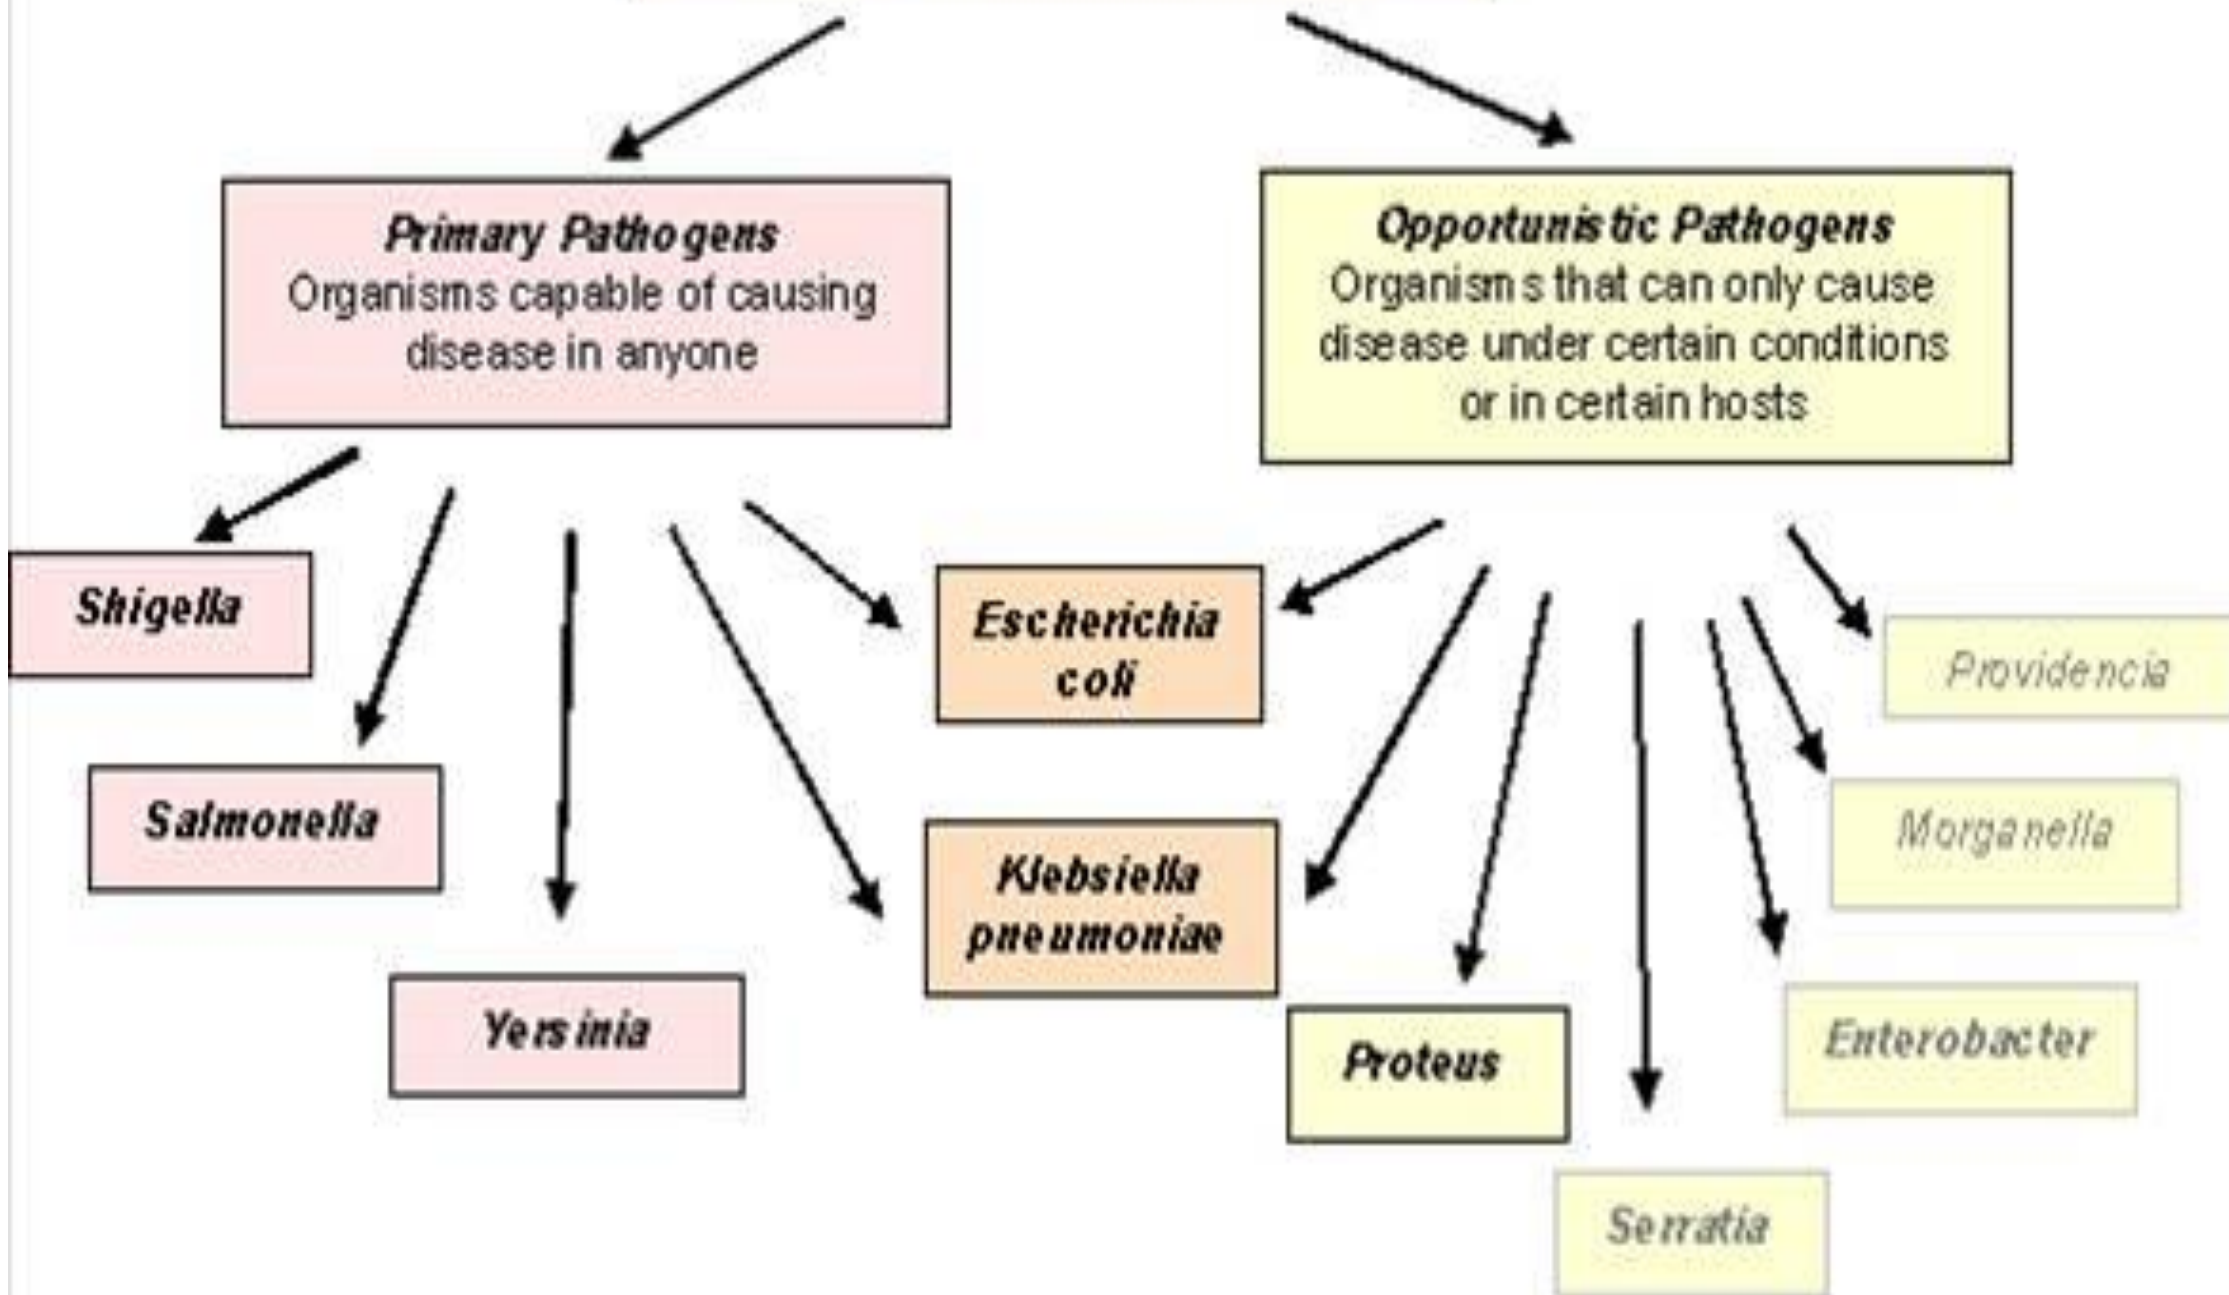 Primary Pathogens
Organisms capable of causing
disease in anyone
Opportunistic Pathogens
Organisms that can only cause
disease under certain conditions
or in certain hosts
Shigella
Escherichia
coli
Providencia
Salmonella
Klebsiella
pneumoniae
Morganella
Yersinia
Proteus
Enterobacter
Serratia